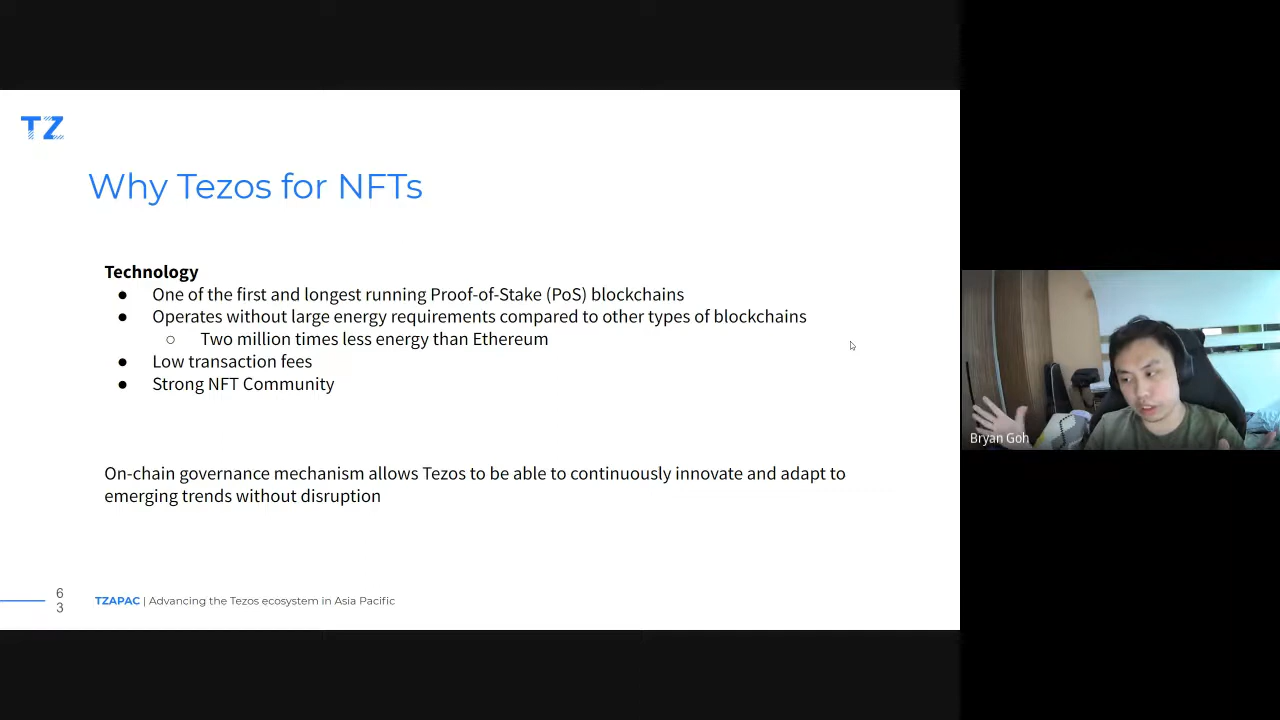 TZ
Why Tezos for NFTs
Technology
● One of the first and longest running Proof-of-Stake (PoS) blockchains
● Operates without large energy requirements compared to other types of blockchains
○ Two million times less energy than Ethereum
● Low transaction fees
● Strong NFT Community
On-chain governance mechanism allows Tezos to be able to continuously innovate and adapt to
emerging trends without disruption
6
3
TZAPAC | Advancing the Tezos ecosystem in Asia Pacific
Bryan Goh